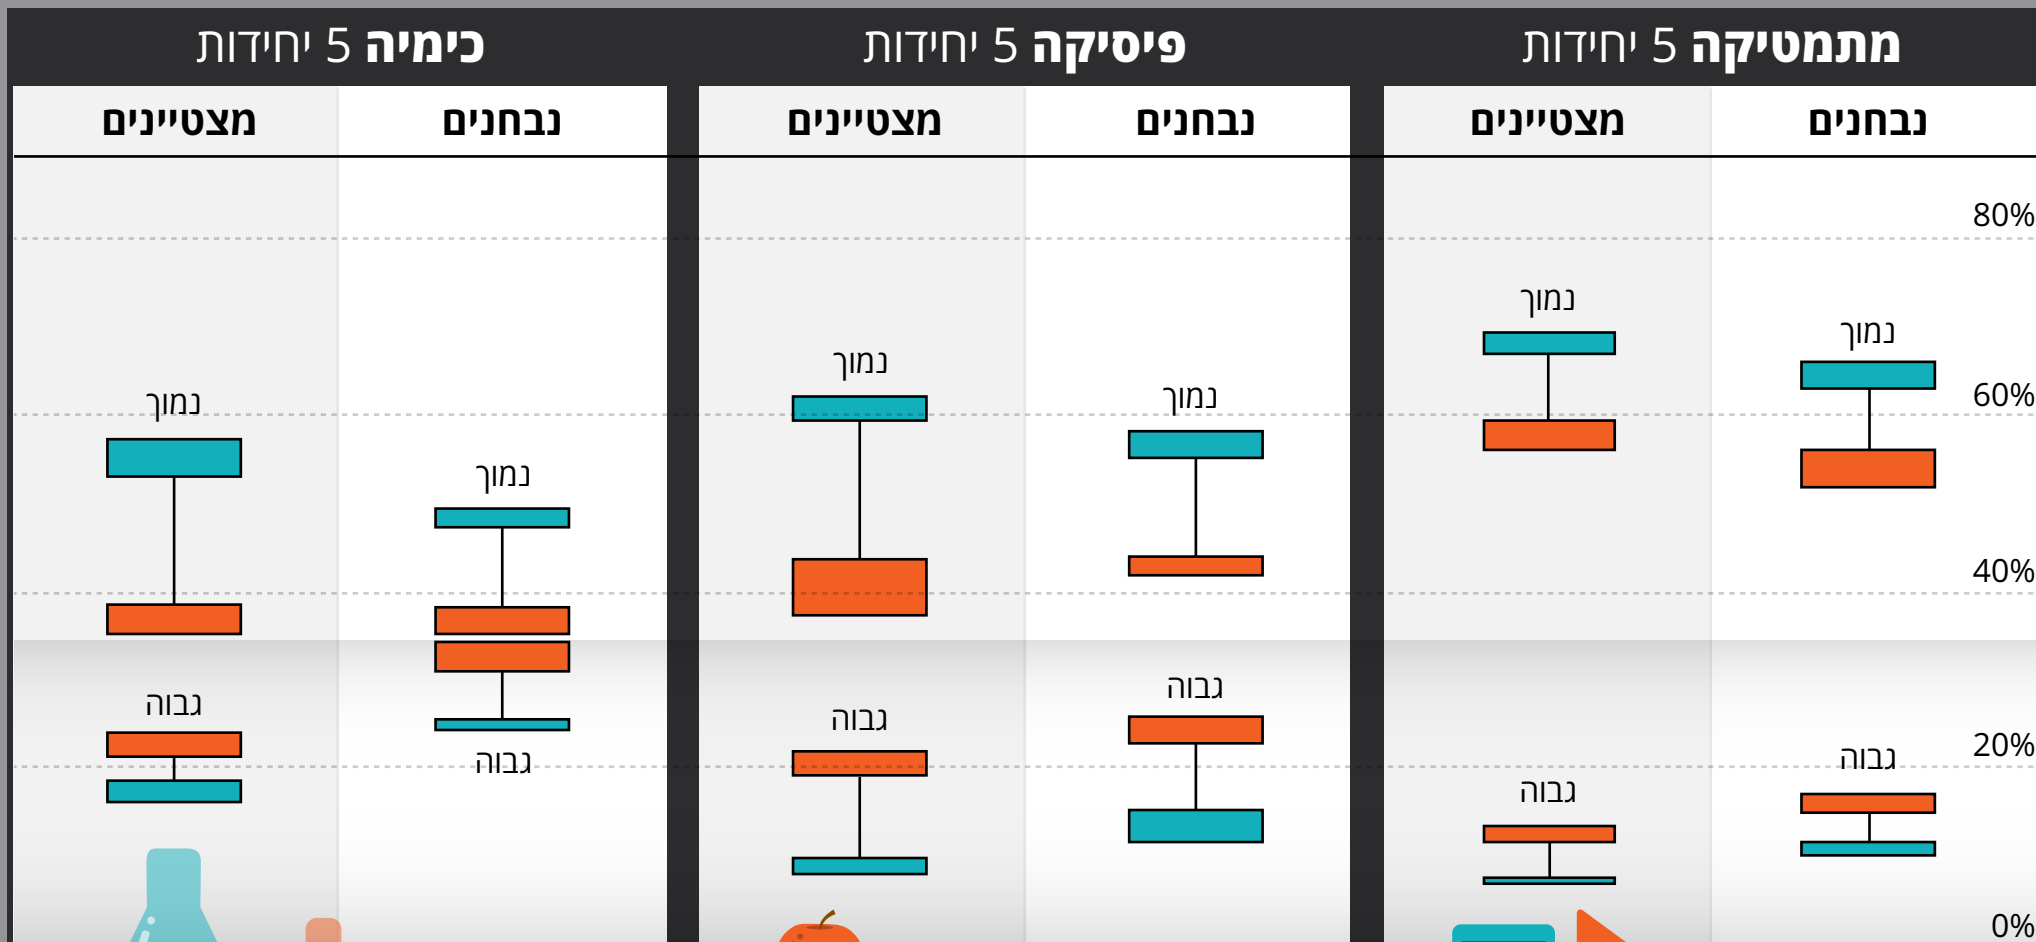 מתמטיקה 5 יחידות
פיסיקה 5 יחידות
כימיה 5 יחידות
נבחנים
מצטיינים
נבחנים
מצטיינים
נבחנים
מצטיינים
80%
נמוך
נמוך
נמוך
נמוך
60%
נמוך
נמוך
40%
גבוה
גבוה
גבוה
20%
גבוה
גבוה
גבוה
0%